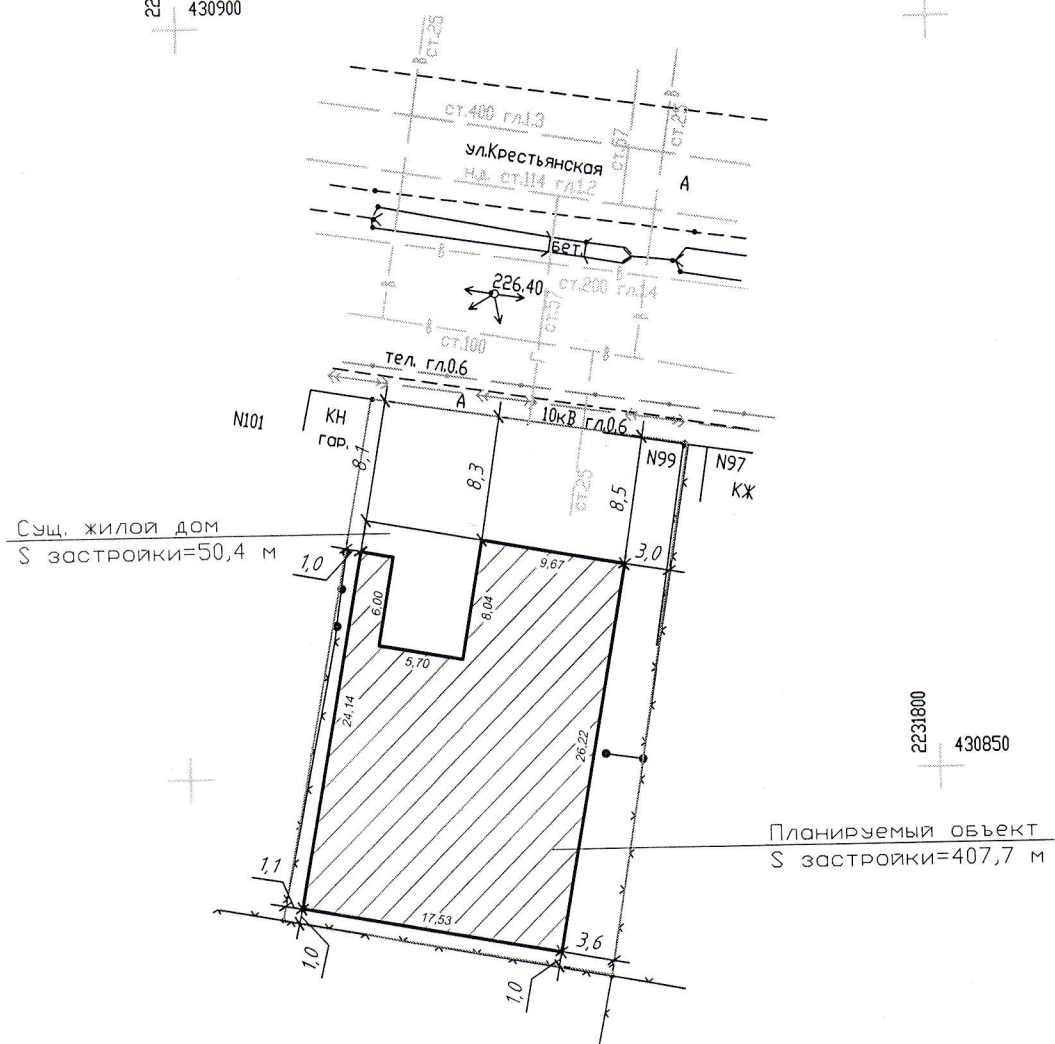 430900
ст.25
ст.400 гл.1.3
ст.57
ст.25
ул.Крестьянская
н.д. ст.114 гл.1.2
А
В
бет.
В
В
226,40
ст.200 гл.1.4
В
ст.57
В
ст.100
В
Г
тел. гл.0.6
А
10кВ гл.0.6
N101
КН
гар.
N99
N97
КЖ
8,1
8,3
8,5
ст.25
Сущ. жилой дом
S застройки=50,4 м
1,0
9,67
3,0
6,00
8,04
5,70
24,14
26,22
2231800
430850
Планируемый объект
S застройки=407,7 м
1,1
17,53
3,6
1,0
1,0